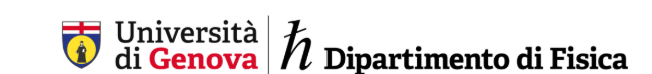 Università
di Genova
ℏ Dipartimento di Fisica